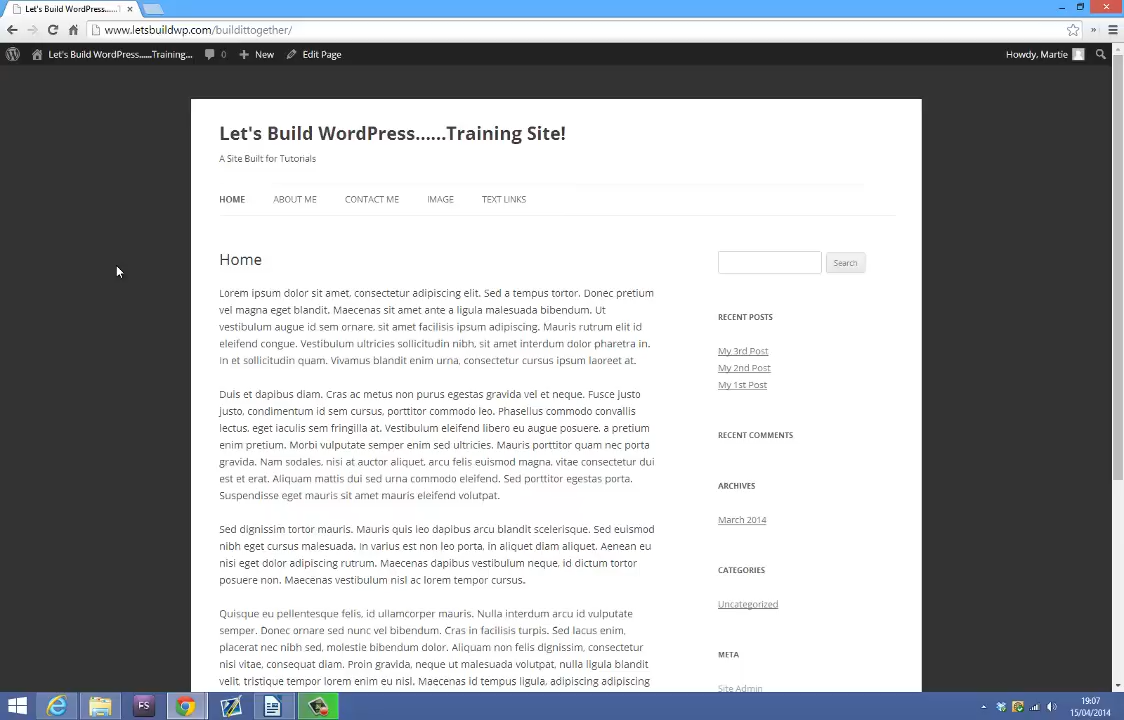 Let's Build WordPress......T
www.letsbuildwp.com/buildittogether/
Let's Build WordPress......Training... 0 New Edit Page Howdy, Martie
Let's Build WordPress......Training Site!
A Site Built for Tutorials
HOME ABOUT ME CONTACT ME IMAGE TEXT LINKS
Home
Lorem ipsum dolor sit amet, consectetur adipiscing elit. Sed a tempus tortor. Donec pretium
vel magna eget blandit. Maecenas sit amet ante a ligula malesuada bibendum. Ut
vestibulum augue id sem ornare, sit amet facilisis ipsum adipiscing. Mauris rutrum elit id
eleifend congue. Vestibulum ultricies sollicitudin nibh, sit amet interdum dolor pharetra in.
In et sollicitudin quam. Vivamus blandit enim urna, consectetur cursus ipsum laoreet at.
Duis et dapibus diam. Cras ac metus non purus egestas gravida vel et neque. Fusce justo
justo, condimentum id sem cursus, porttitor commodo leo. Phasellus commodo convallis
lectus, eget iaculis sem fringilla at. Vestibulum eleifend libero eu augue posuere, a pretium
enim pretium. Morbi vulputate semper enim sed ultricies. Mauris porttitor quam nec porta
gravida. Nam sodales, nisi at auctor aliquet, arcu felis euismod magna, vitae consectetur dui
est et erat. Aliquam mattis dui sed urna commodo eleifend. Sed porttitor egestas porta.
Suspendisse eget mauris sit amet mauris eleifend volutpat.
Sed dignissim tortor mauris. Mauris quis leo dapibus arcu blandit scelerisque. Sed euismod
nibh eget cursus malesuada. In varius est non leo porta, in aliquet diam aliquet. Aenean eu
nisi eget dolor adipiscing rutrum. Maecenas dapibus vestibulum neque, id dictum tortor
posuere non. Maecenas vestibulum nisl ac lorem tempor cursus.
Quisque eu pellentesque felis, id ullamcorper mauris. Nulla interdum arcu id vulputate
semper. Donec ornare sed nunc vel bibendum. Cras in facilisis turpis. Sed lacus enim,
placerat nec nibh sed, molestie bibendum dolor. Aliquam non felis dignissim, consectetur
nisi vitae, consequat diam. Proin gravida, neque ut malesuada volutpat, nulla ligula blandit
velit, tristique tempor lorem enim eu nisl. Maecenas id tempus ligula, adipiscing adipiscing
Search
RECENT POSTS
My 3rd Post
My 2nd Post
My 1st Post
RECENT COMMENTS
ARCHIVES
March 2014
CATEGORIES
Uncategorized
META
Site Admin
FS
19:07
15/04/2014